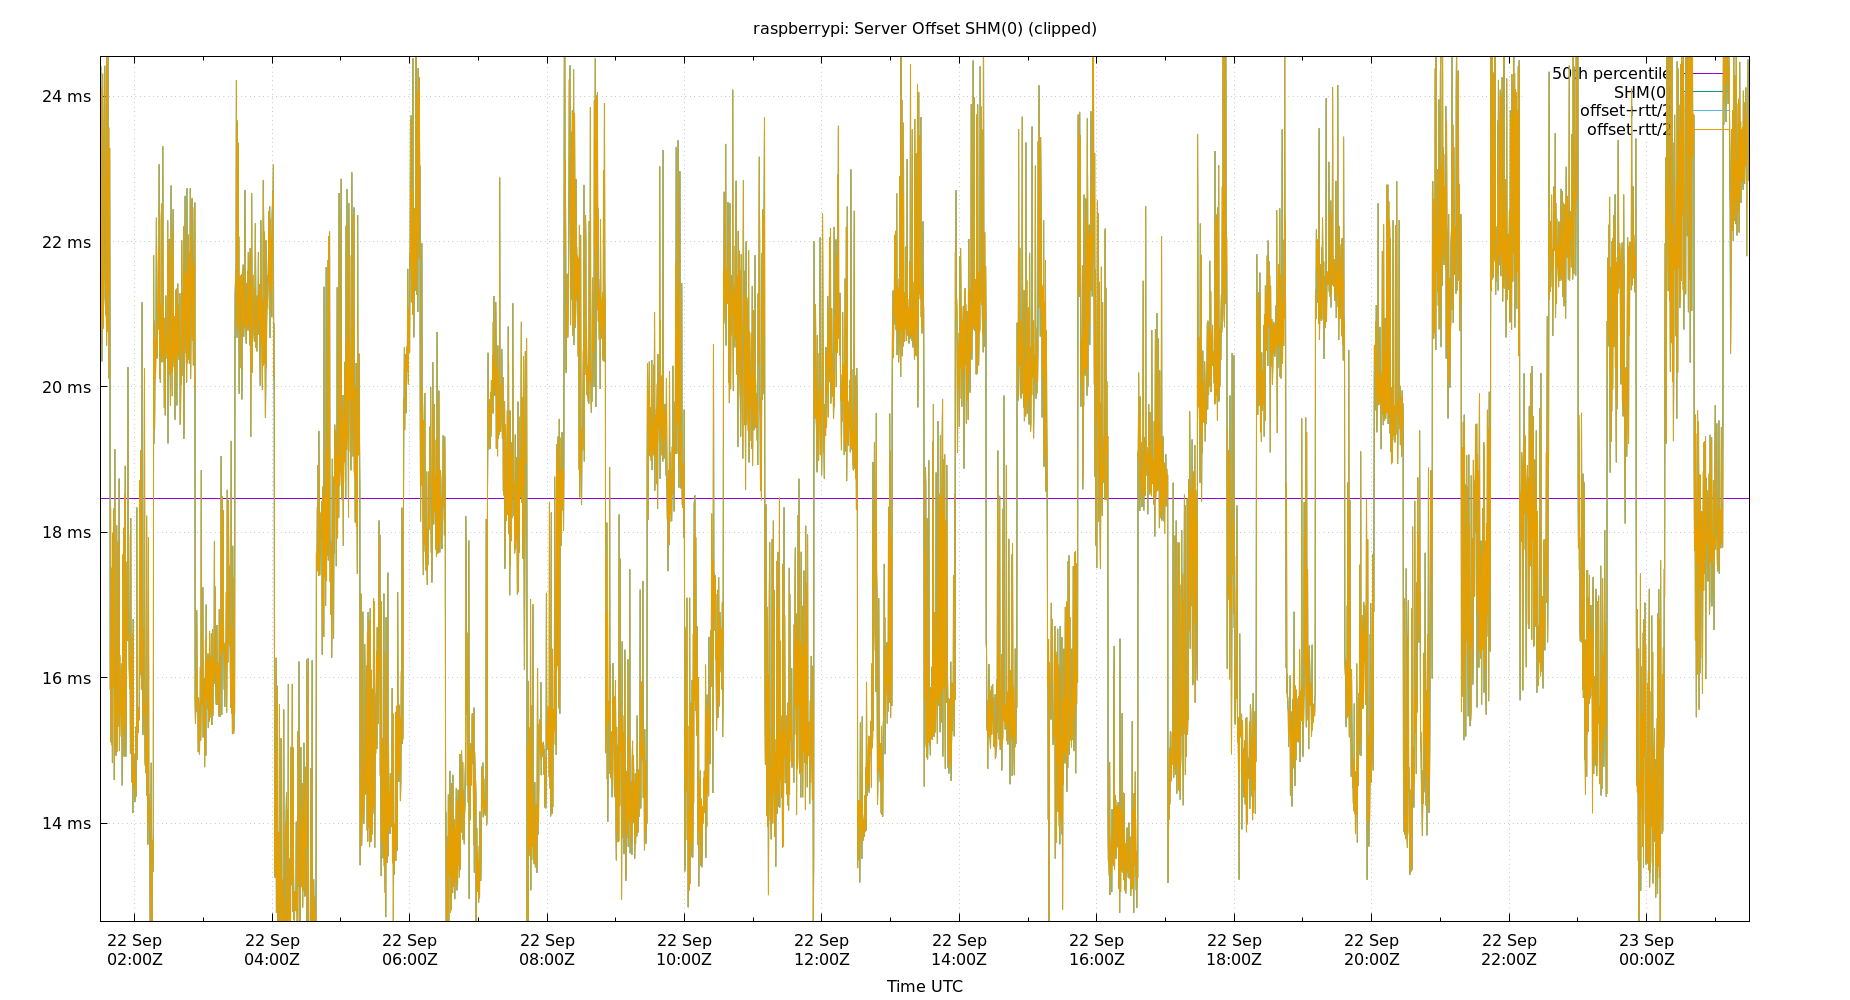 raspberrypi: Server Offset SHM(0) (clipped)
24 ms
22 ms
20 ms
18 ms
16 ms
14 ms
50th percentile
SHM(0
offset+rtt/2
offset-rtt/2
22 Sep 22 Sep 22 Sep 22 Sep 22 Sep 22 Sep 22 Sep 22 Sep 22 Sep 22 Sep 22 Sep 23 Sep
02:00Z 04:00Z 06:00Z 08:00Z 10:00Z 12:00Z 14:00Z 16:00Z 18:00Z 20:00Z 22:00Z 00:00Z
Time UTC